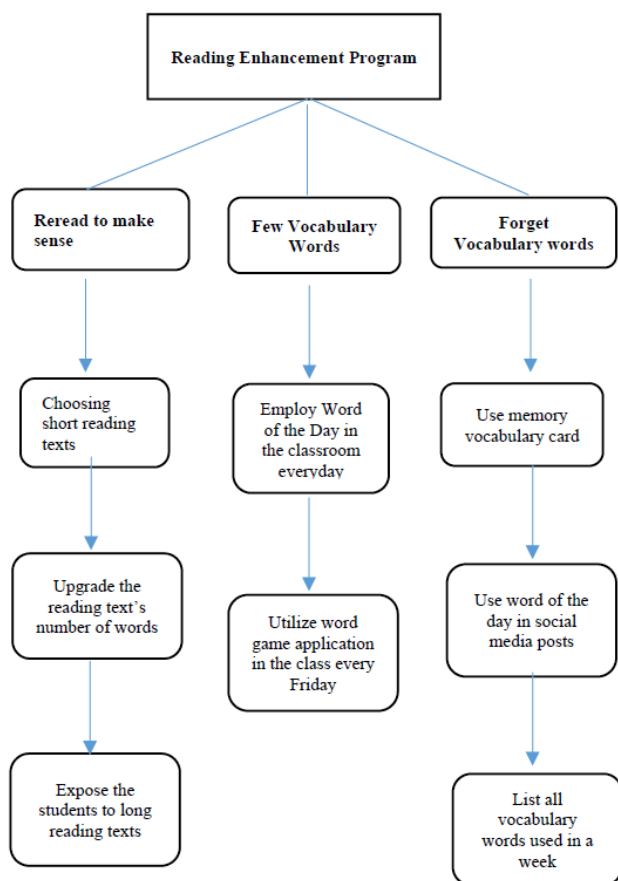 Reading Enhancement Program
Reread to make
sense
Few Vocabulary
Words
Forget
Vocabulary words
Choosing
short reading
texts
Employ Word
of the Day in
the classroom
everyday
Use memory
vocabulary card
Upgrade the
reading text's
number of words
Utilize word
game application
in the class every
Friday
Use word of the
day in social
media posts
Expose the
students to long
reading texts
List all
vocabulary
words used in a
week